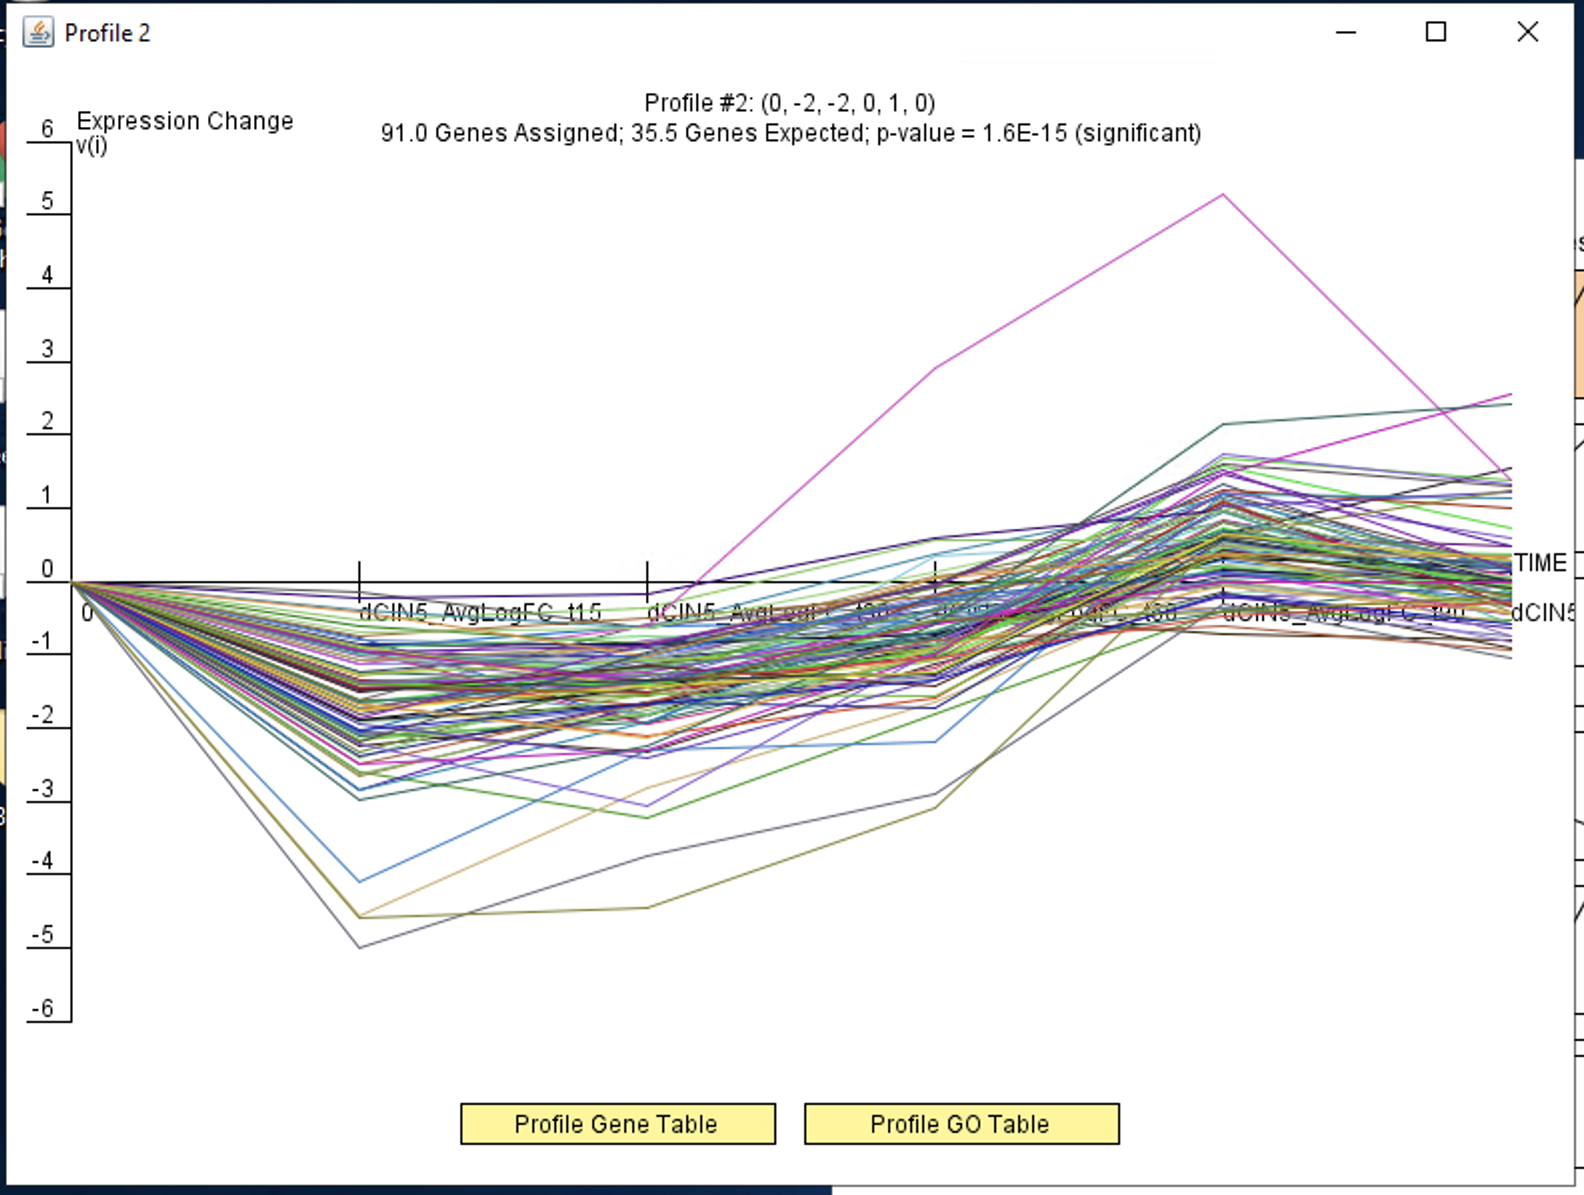 Profile 2
Profile #2: (0, -2, -2, 0, 1, 0)
91.0 Genes Assigned; 35.5 Genes Expected; p-value = 1.6E-15 (significant)
Expression Change
v(i)
6
5
4
3
2
1
0
-1
-2
-3
-4
-5
-6
TIME
0
dCIN5_AvgLogFC_t15
dCIN5
Profile Gene Table
Profile GO Table